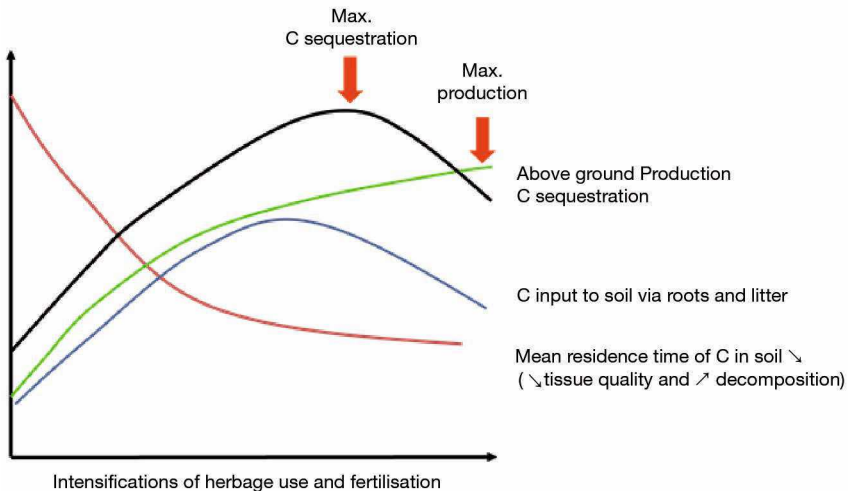 Max.
C sequestration
Max.
production
Above ground Production
C sequestration
C input to soil via roots and litter
Mean residence time of C in soil ↘
( ↘tissue quality and ↗ decomposition)
Intensifications of herbage use and fertilisation